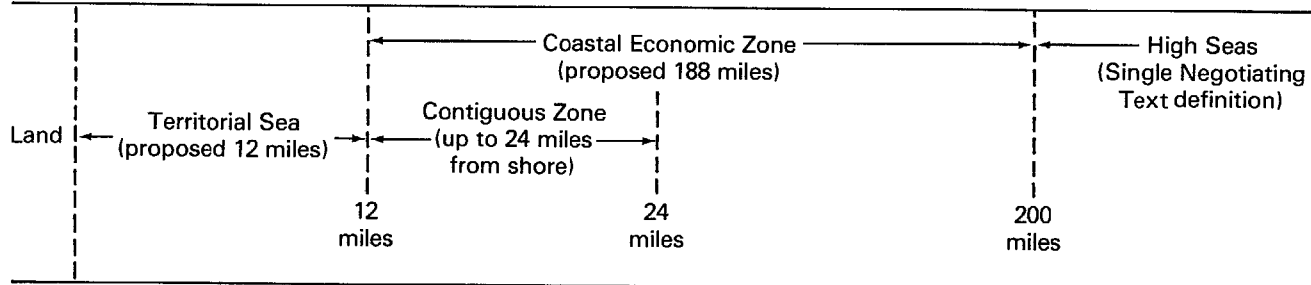 Coastal Economic Zone
(proposed 188 miles)
High Seas
(Single Negotiating
Text definition)
Land
Territorial Sea
(proposed 12 miles)
Contiguous Zone
(up to 24 miles
from shore)
12
miles
24
miles
200
miles